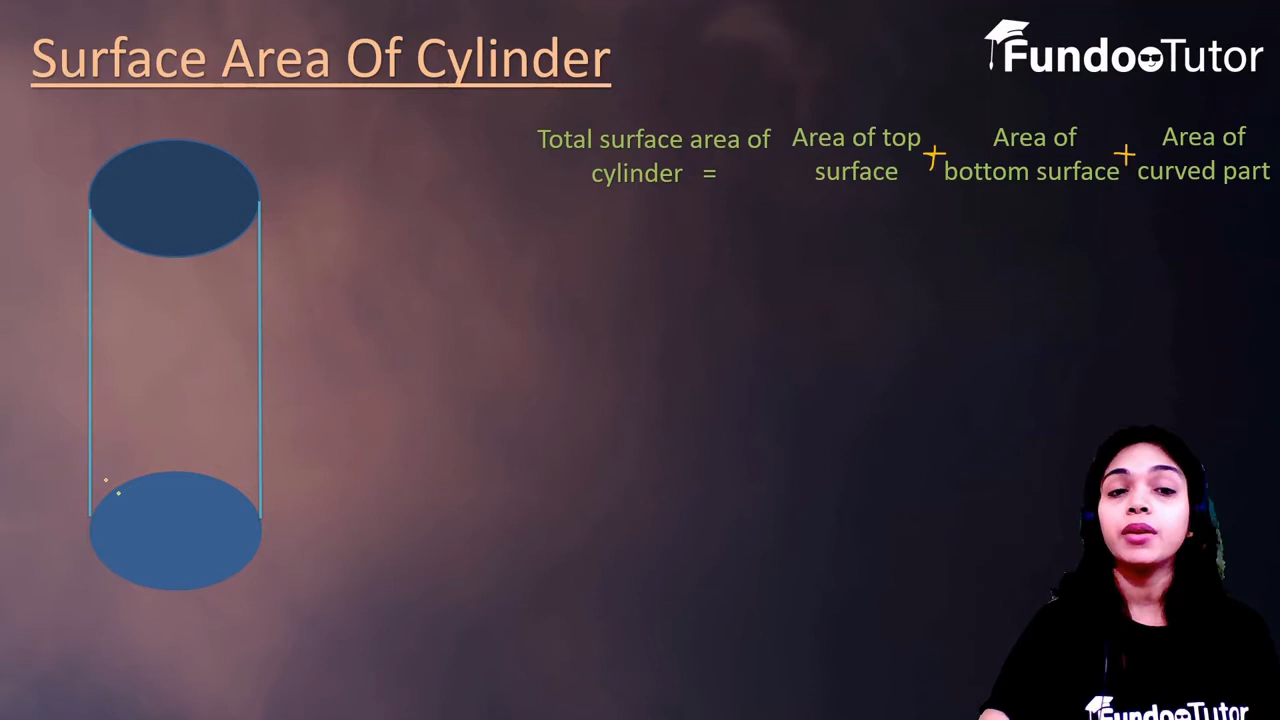 Surface Area Of Cylinder
FundooTutor
Total surface area of
cylinder =
Area of top
surface
+
Area of
bottom surface
+
Area of
curved part
FundooTutor